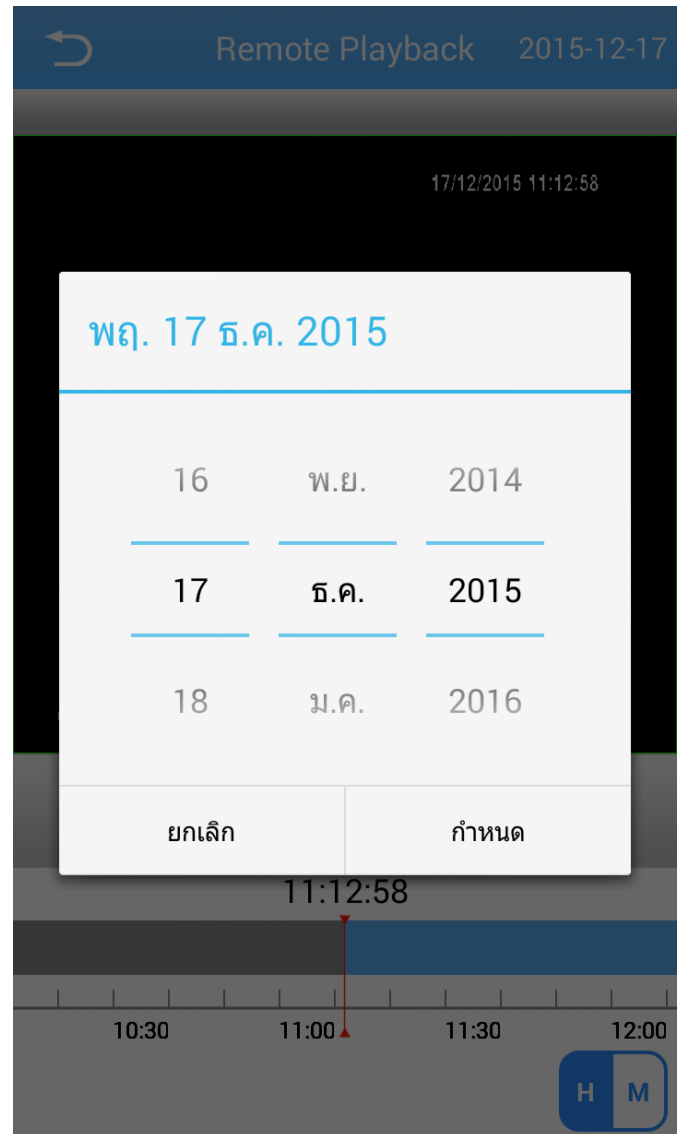 Remote Playback 2015-12-17
17/12/2015 11:12:58
พฤ. 17 ธ.ค. 2015
16 พ.ย. 2014
17 ธ.ค. 2015
18 ม.ค. 2016
ยกเลิก กำหนด
11:12:58
10:30 11:00 11:30 12:00
H M